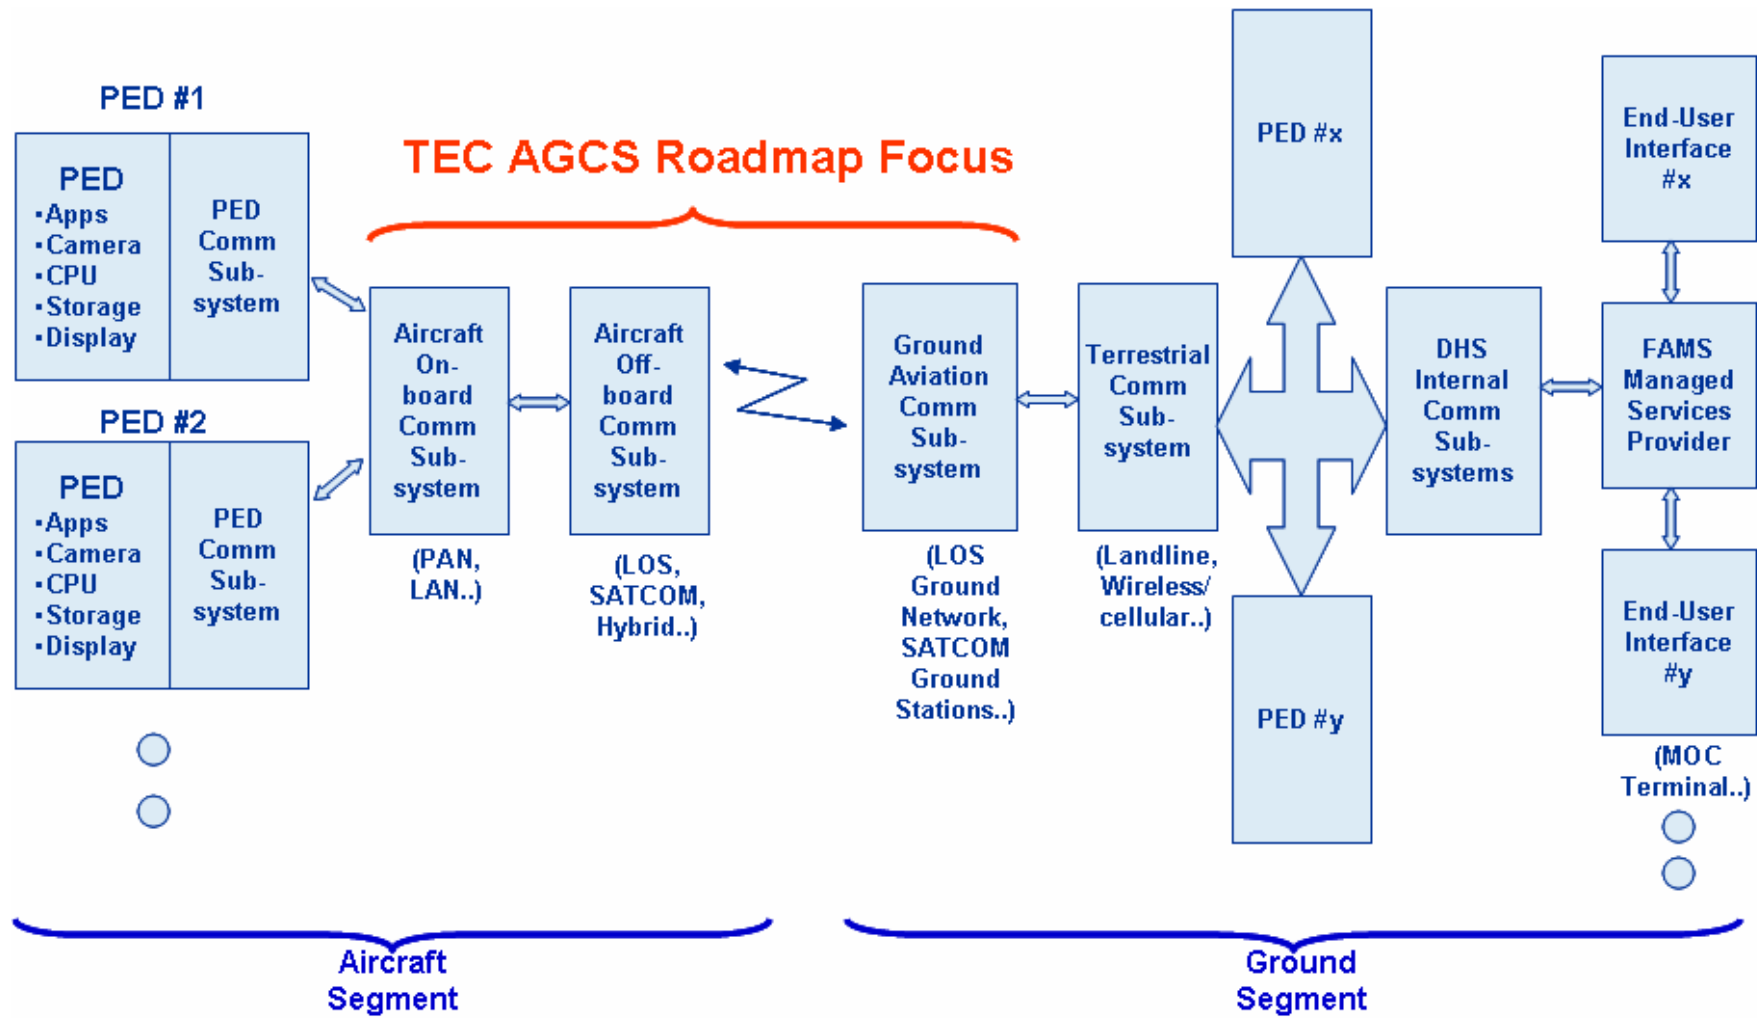 PED #1
PED
▪Apps
▪Camera
▪CPU
▪Storage
▪Display
PED
Comm
Sub-
system
PED #2
PED
▪Apps
▪Camera
▪CPU
▪Storage
▪Display
PED
Comm
Sub-
system
TEC AGCS Roadmap Focus
Aircraft
On-
board
Comm
Sub-
system
(PAN,
LAN..)
Aircraft
Off-
board
Comm
Sub-
system
(LOS,
SATCOM,
Hybrid..)
Ground
Aviation
Comm
Sub-
system
(LOS
Ground
Network,
SATCOM
Ground
Stations..)
Terrestrial
Comm
Sub-
system
(Landline,
Wireless/
cellular..)
PED #x
PED #y
DHS
Internal
Comm
Sub-
systems
End-User
Interface
#x
FAMS
Managed
Services
Provider
End-User
Interface
#y
(MOC
Terminal..)
Aircraft
Segment
Ground
Segment